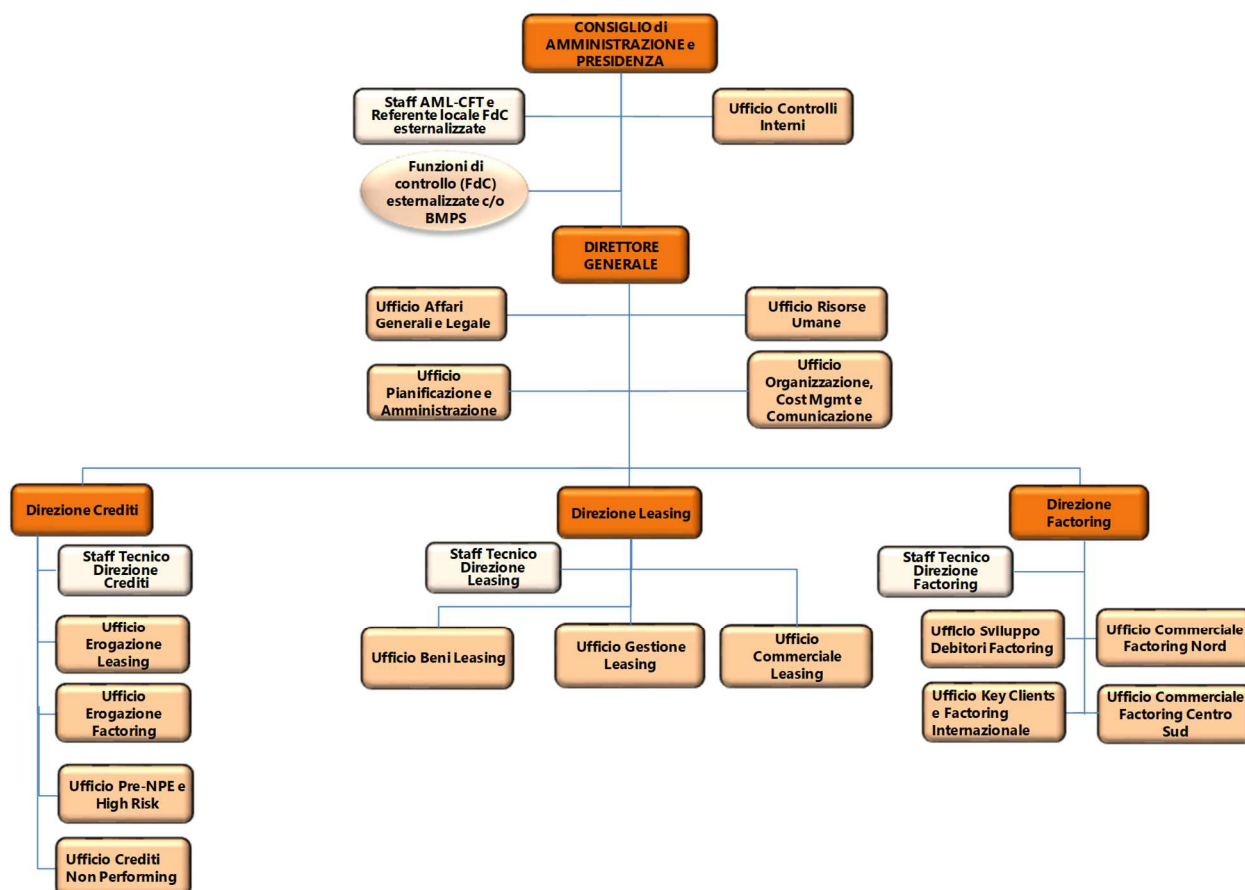 CONSIGLIO di
AMMINISTRAZIONE e
PRESIDENZA
Staff AML-CFT e
Referente locale FdC
esternalizzate
Ufficio Controlli
Interni
Funzioni di
controllo (FdC)
esternalizzate c/o
BMPS
DIRETTORE
GENERALE
Ufficio Affari
Generali e Legale
Ufficio Risorse
Umane
Ufficio
Pianificazione e
Amministrazione
Ufficio
Organizzazione,
Cost Mgmt e
Comunicazione
Direzione Crediti
Direzione Leasing
Direzione
Factoring
Staff Tecnico
Direzione
Crediti
Ufficio
Erogazione
Leasing
Ufficio
Erogazione
Factoring
Ufficio Pre-NPE e
High Risk
Ufficio Crediti
Non Performing
Staff Tecnico
Direzione
Leasing
Ufficio Beni Leasing
Ufficio Gestione
Leasing
Ufficio
Commerciale
Leasing
Staff Tecnico
Direzione
Factoring
Ufficio Sviluppo
Debitori Factoring
Ufficio Commerciale
Factoring Nord
Ufficio Key Clients
e Factoring
Internazionale
Ufficio Commerciale
Factoring Centro
Sud